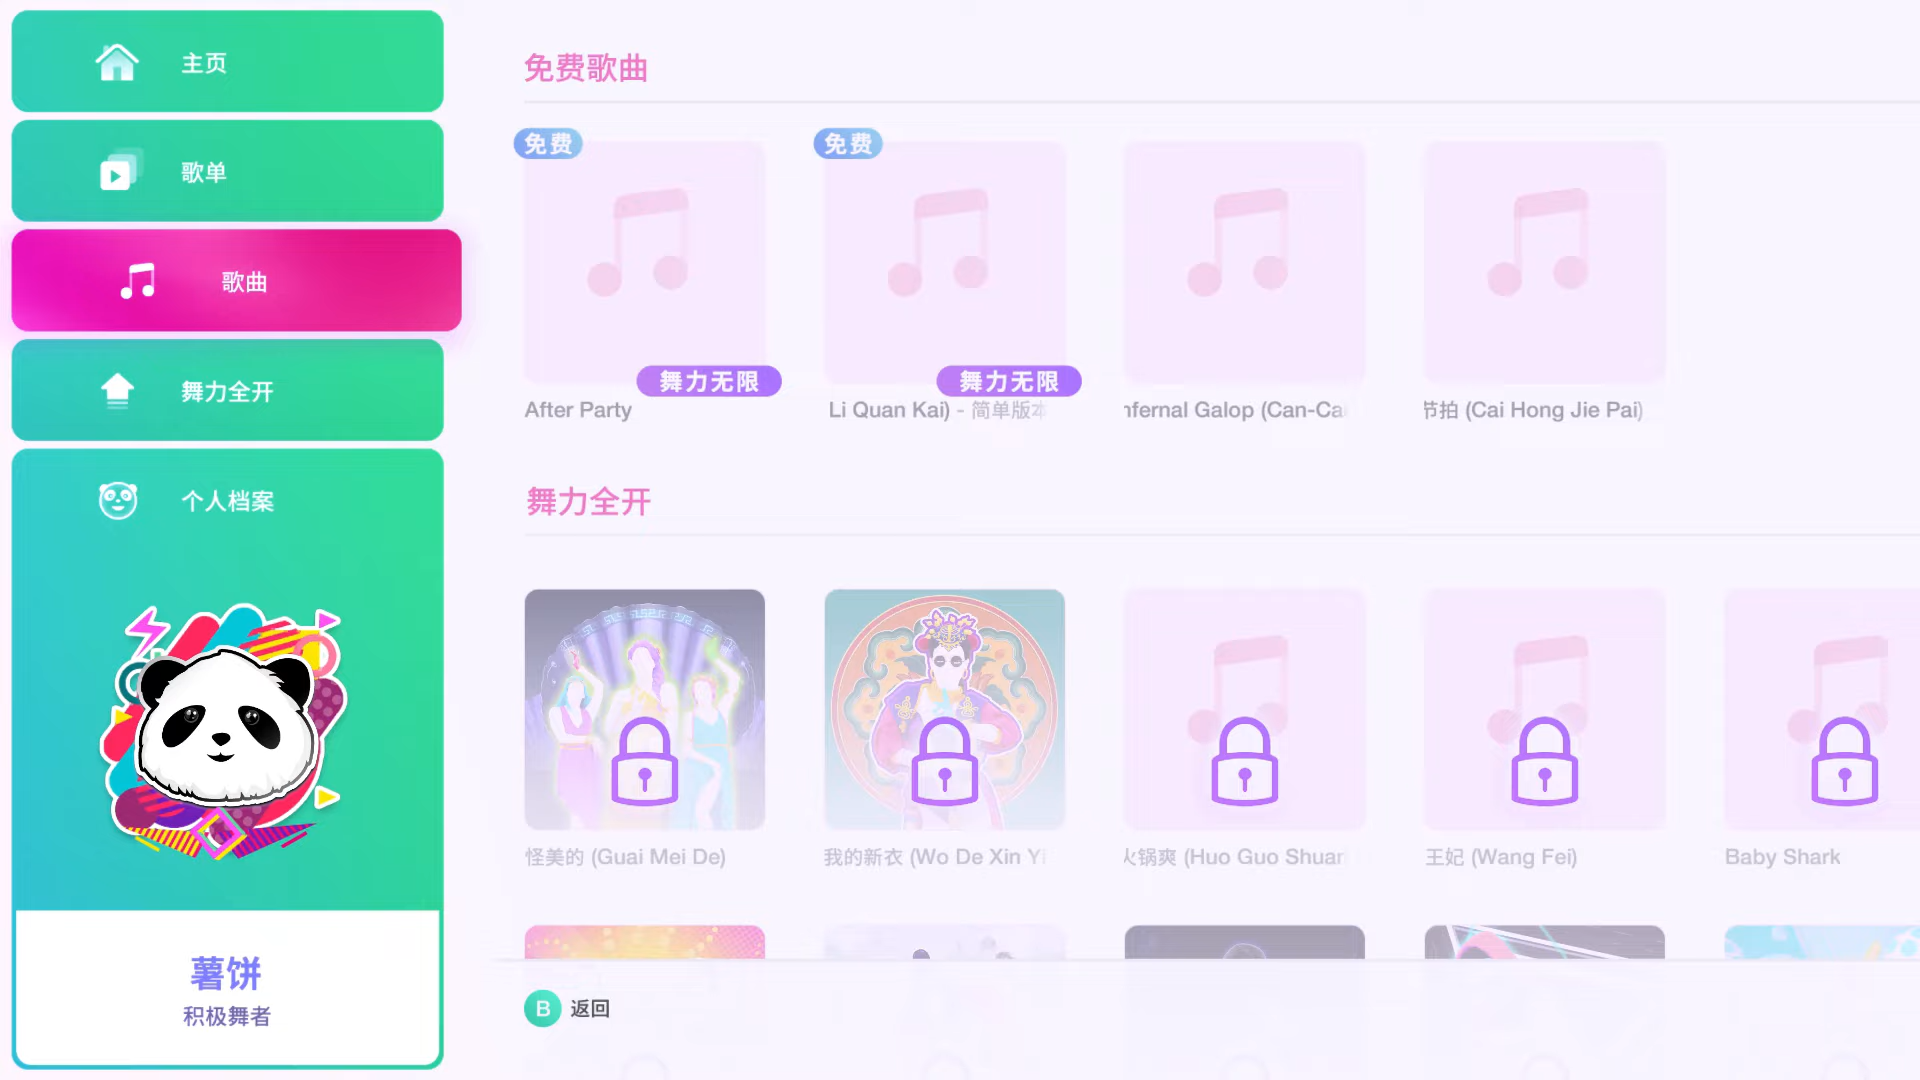 主页
歌单
歌曲
舞力全开
个人档案
薯饼
积极舞者
免费歌曲
免费
免费
舞力无限
舞力无限
After Party
Li Quan Kai) - 简单版本
nfernal Galop (Can-Ca
节拍 (Cai Hong Jie Pai)
舞力全开
怪美的 (Guai Mei De)
我的新衣 (Wo De Xin Yi
火锅爽 (Huo Guo Shuan
王妃 (Wang Fei)
Baby Shark
B 返回